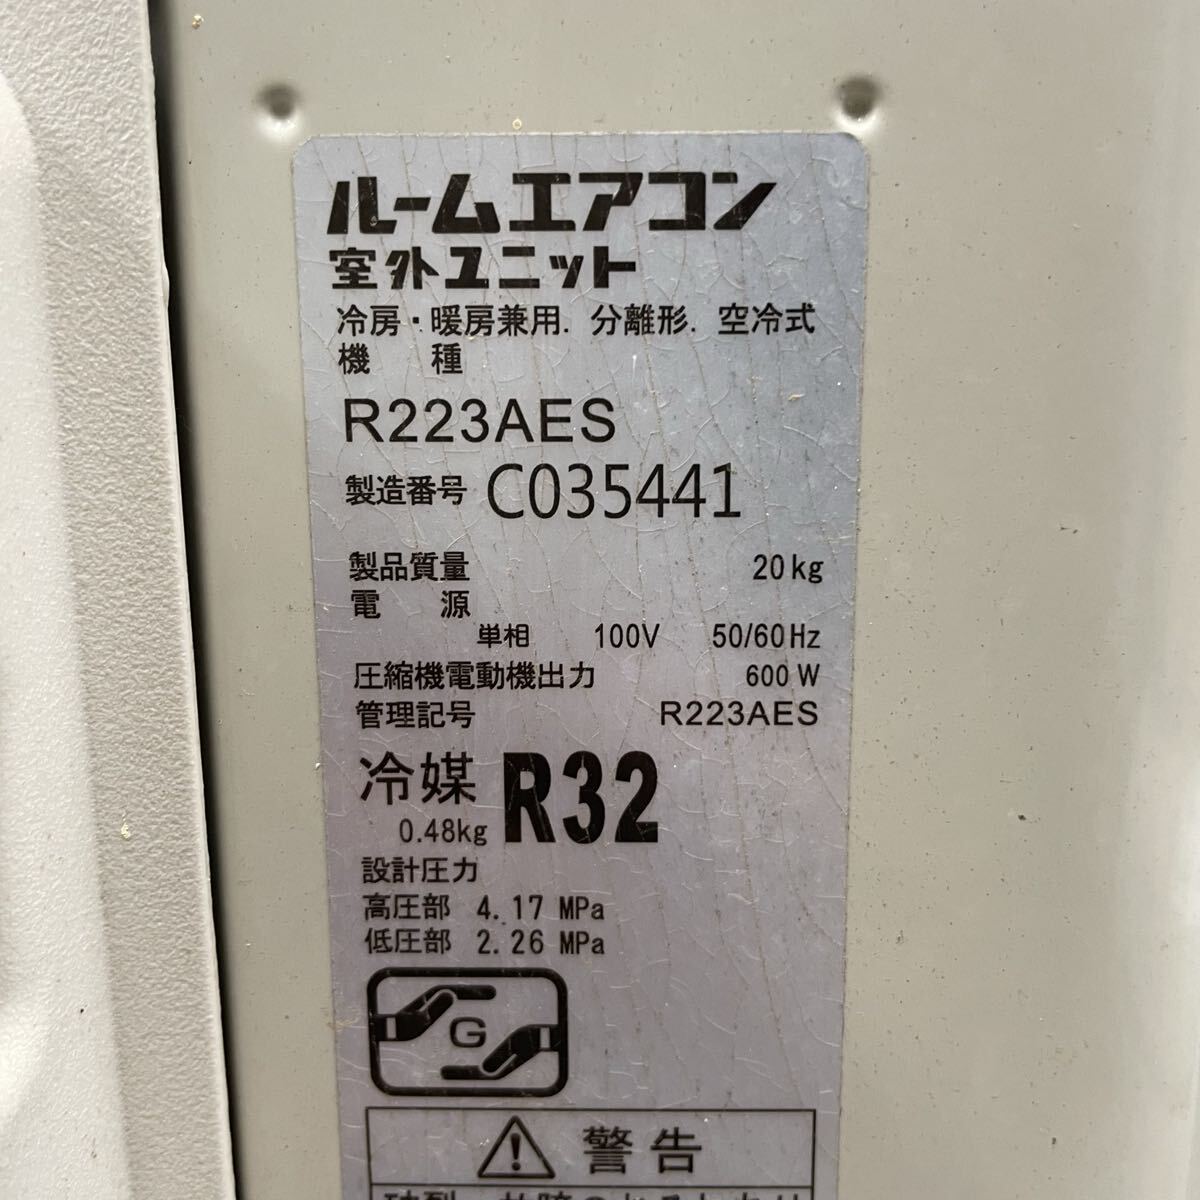 ルームエアコン
室外ユニット
冷房・暖房兼用. 分離形. 空冷式
機 種
R223AES
製造番号 C035441
製品質量 20kg
電 源
単相 100V 50/60Hz
圧縮機電動機出力 600W
管理記号 R223AES
冷媒 R32
0.48kg
設計圧力
高圧部 4.17 MPa
低圧部 2.26 MPa
G
警告